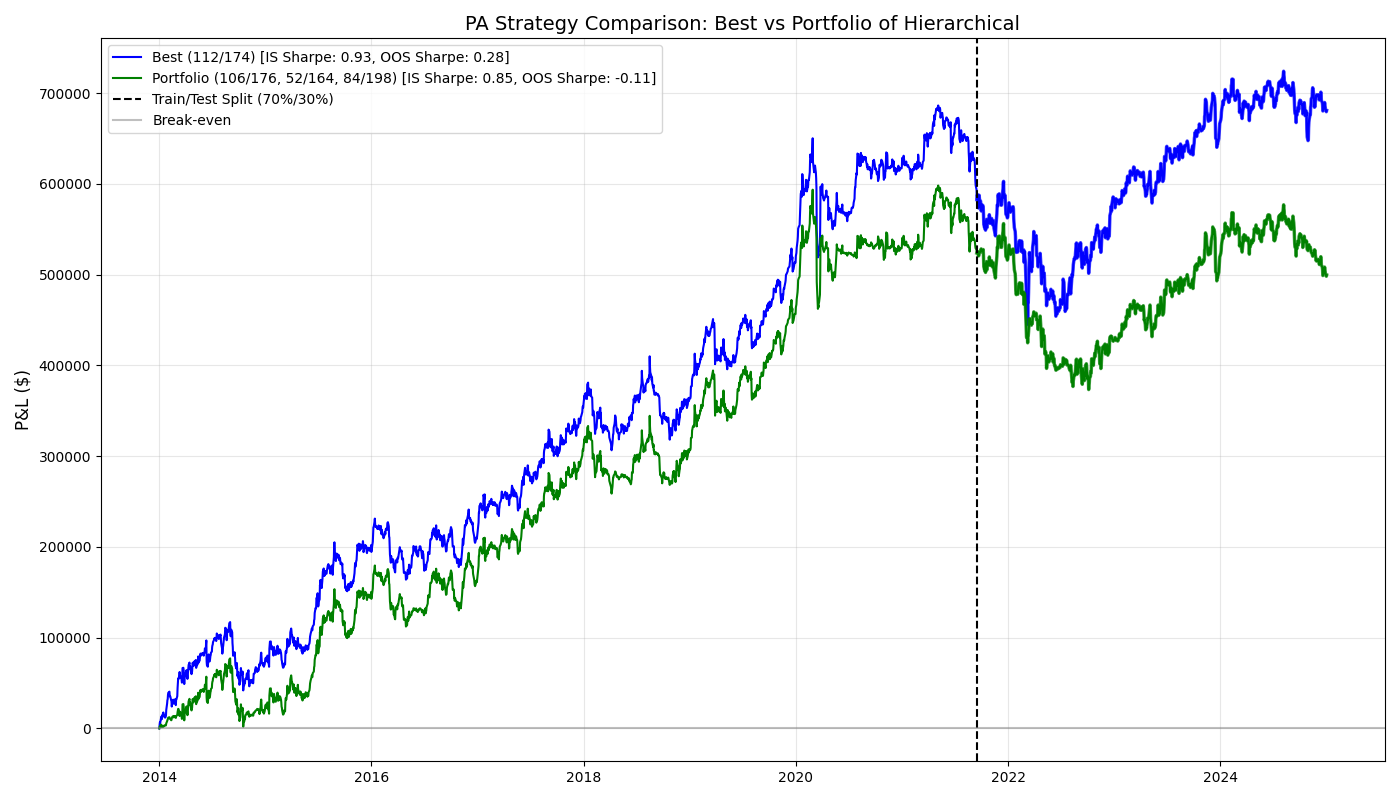 PA Strategy Comparison: Best vs Portfolio of Hierarchical
Best (112/174) [IS Sharpe: 0.93, OOS Sharpe: 0.28]
Portfolio (106/176, 52/164, 84/198) [IS Sharpe: 0.85, OOS Sharpe: -0.11]
Train/Test Split (70%/30%)
Break-even
P&L ($)
700000
600000
500000
400000
300000
200000
100000
0
2014 2016 2018 2020 2022 2024